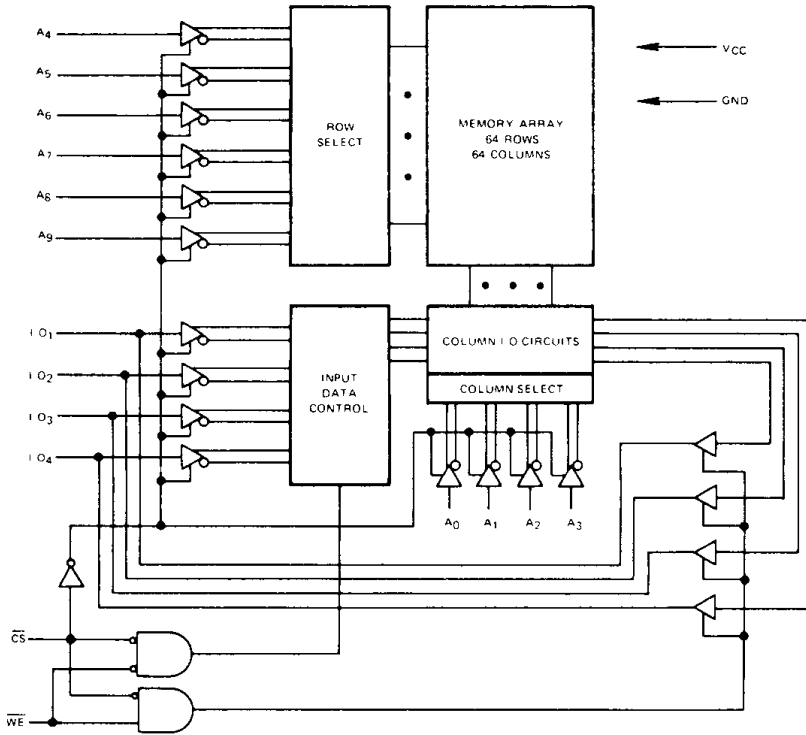 A4
A5
A6
A7
A8
A9
ROW
SELECT
MEMORY ARRAY
64 ROWS
64 COLUMNS
VCC
GND
I O1
I O2
I O3
I O4
INPUT
DATA
CONTROL
COLUMN I O CIRCUITS
COLUMN SELECT
A0 A1 A2 A3
CS
WE